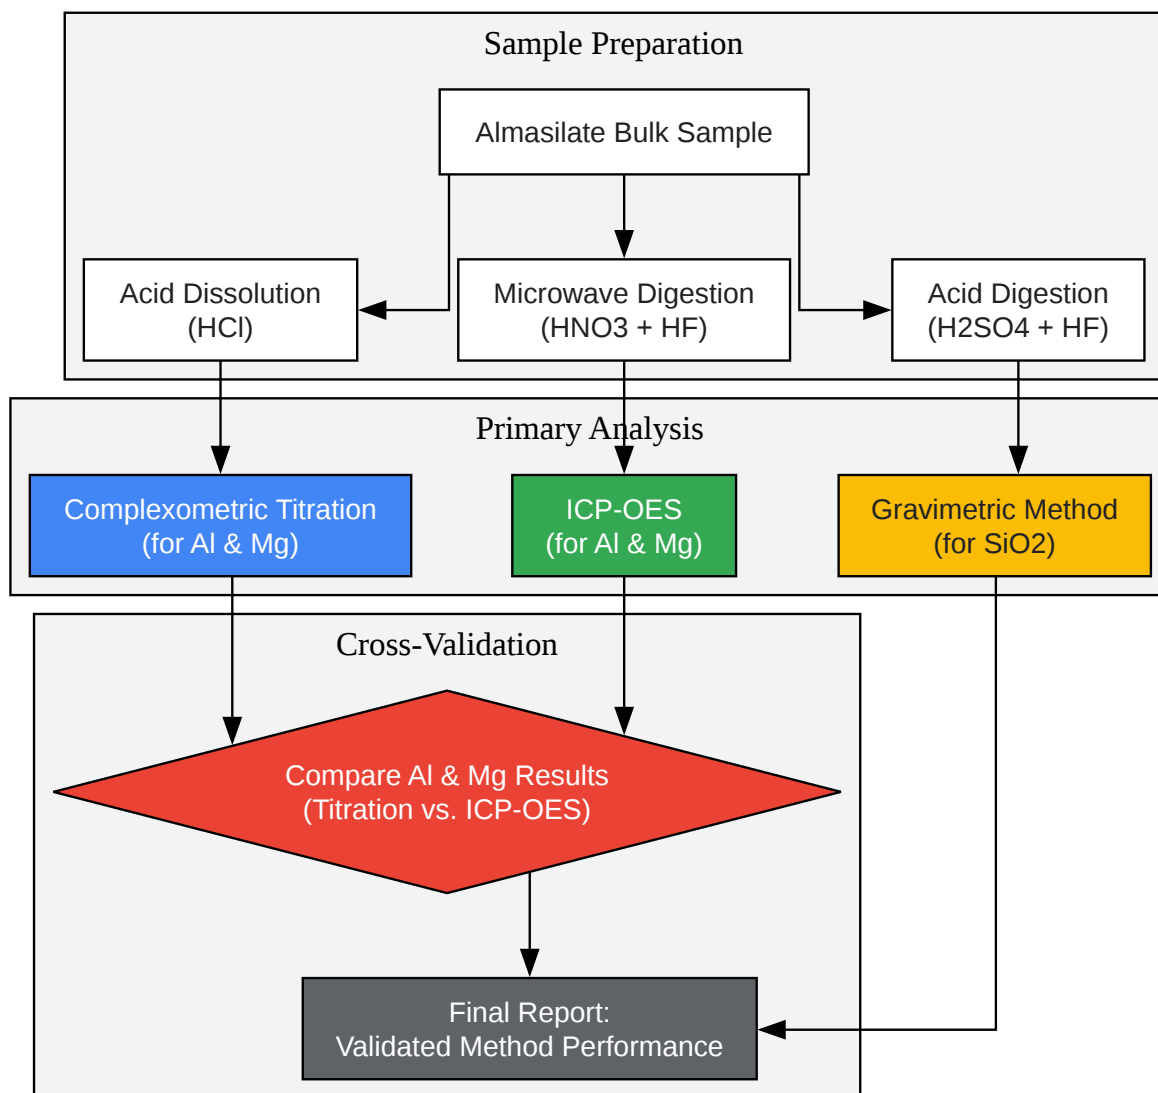 Sample Preparation
Almasilate Bulk Sample
Acid Dissolution
(HCl)
Microwave Digestion
(HNO3 + HF)
Acid Digestion
(H2SO4 + HF)
Primary Analysis
Complexometric Titration
(for Al & Mg)
ICP-OES
(for Al & Mg)
Gravimetric Method
(for SiO2)
Cross-Validation
Compare Al & Mg Results
(Titration vs. ICP-OES)
Final Report:
Validated Method Performance